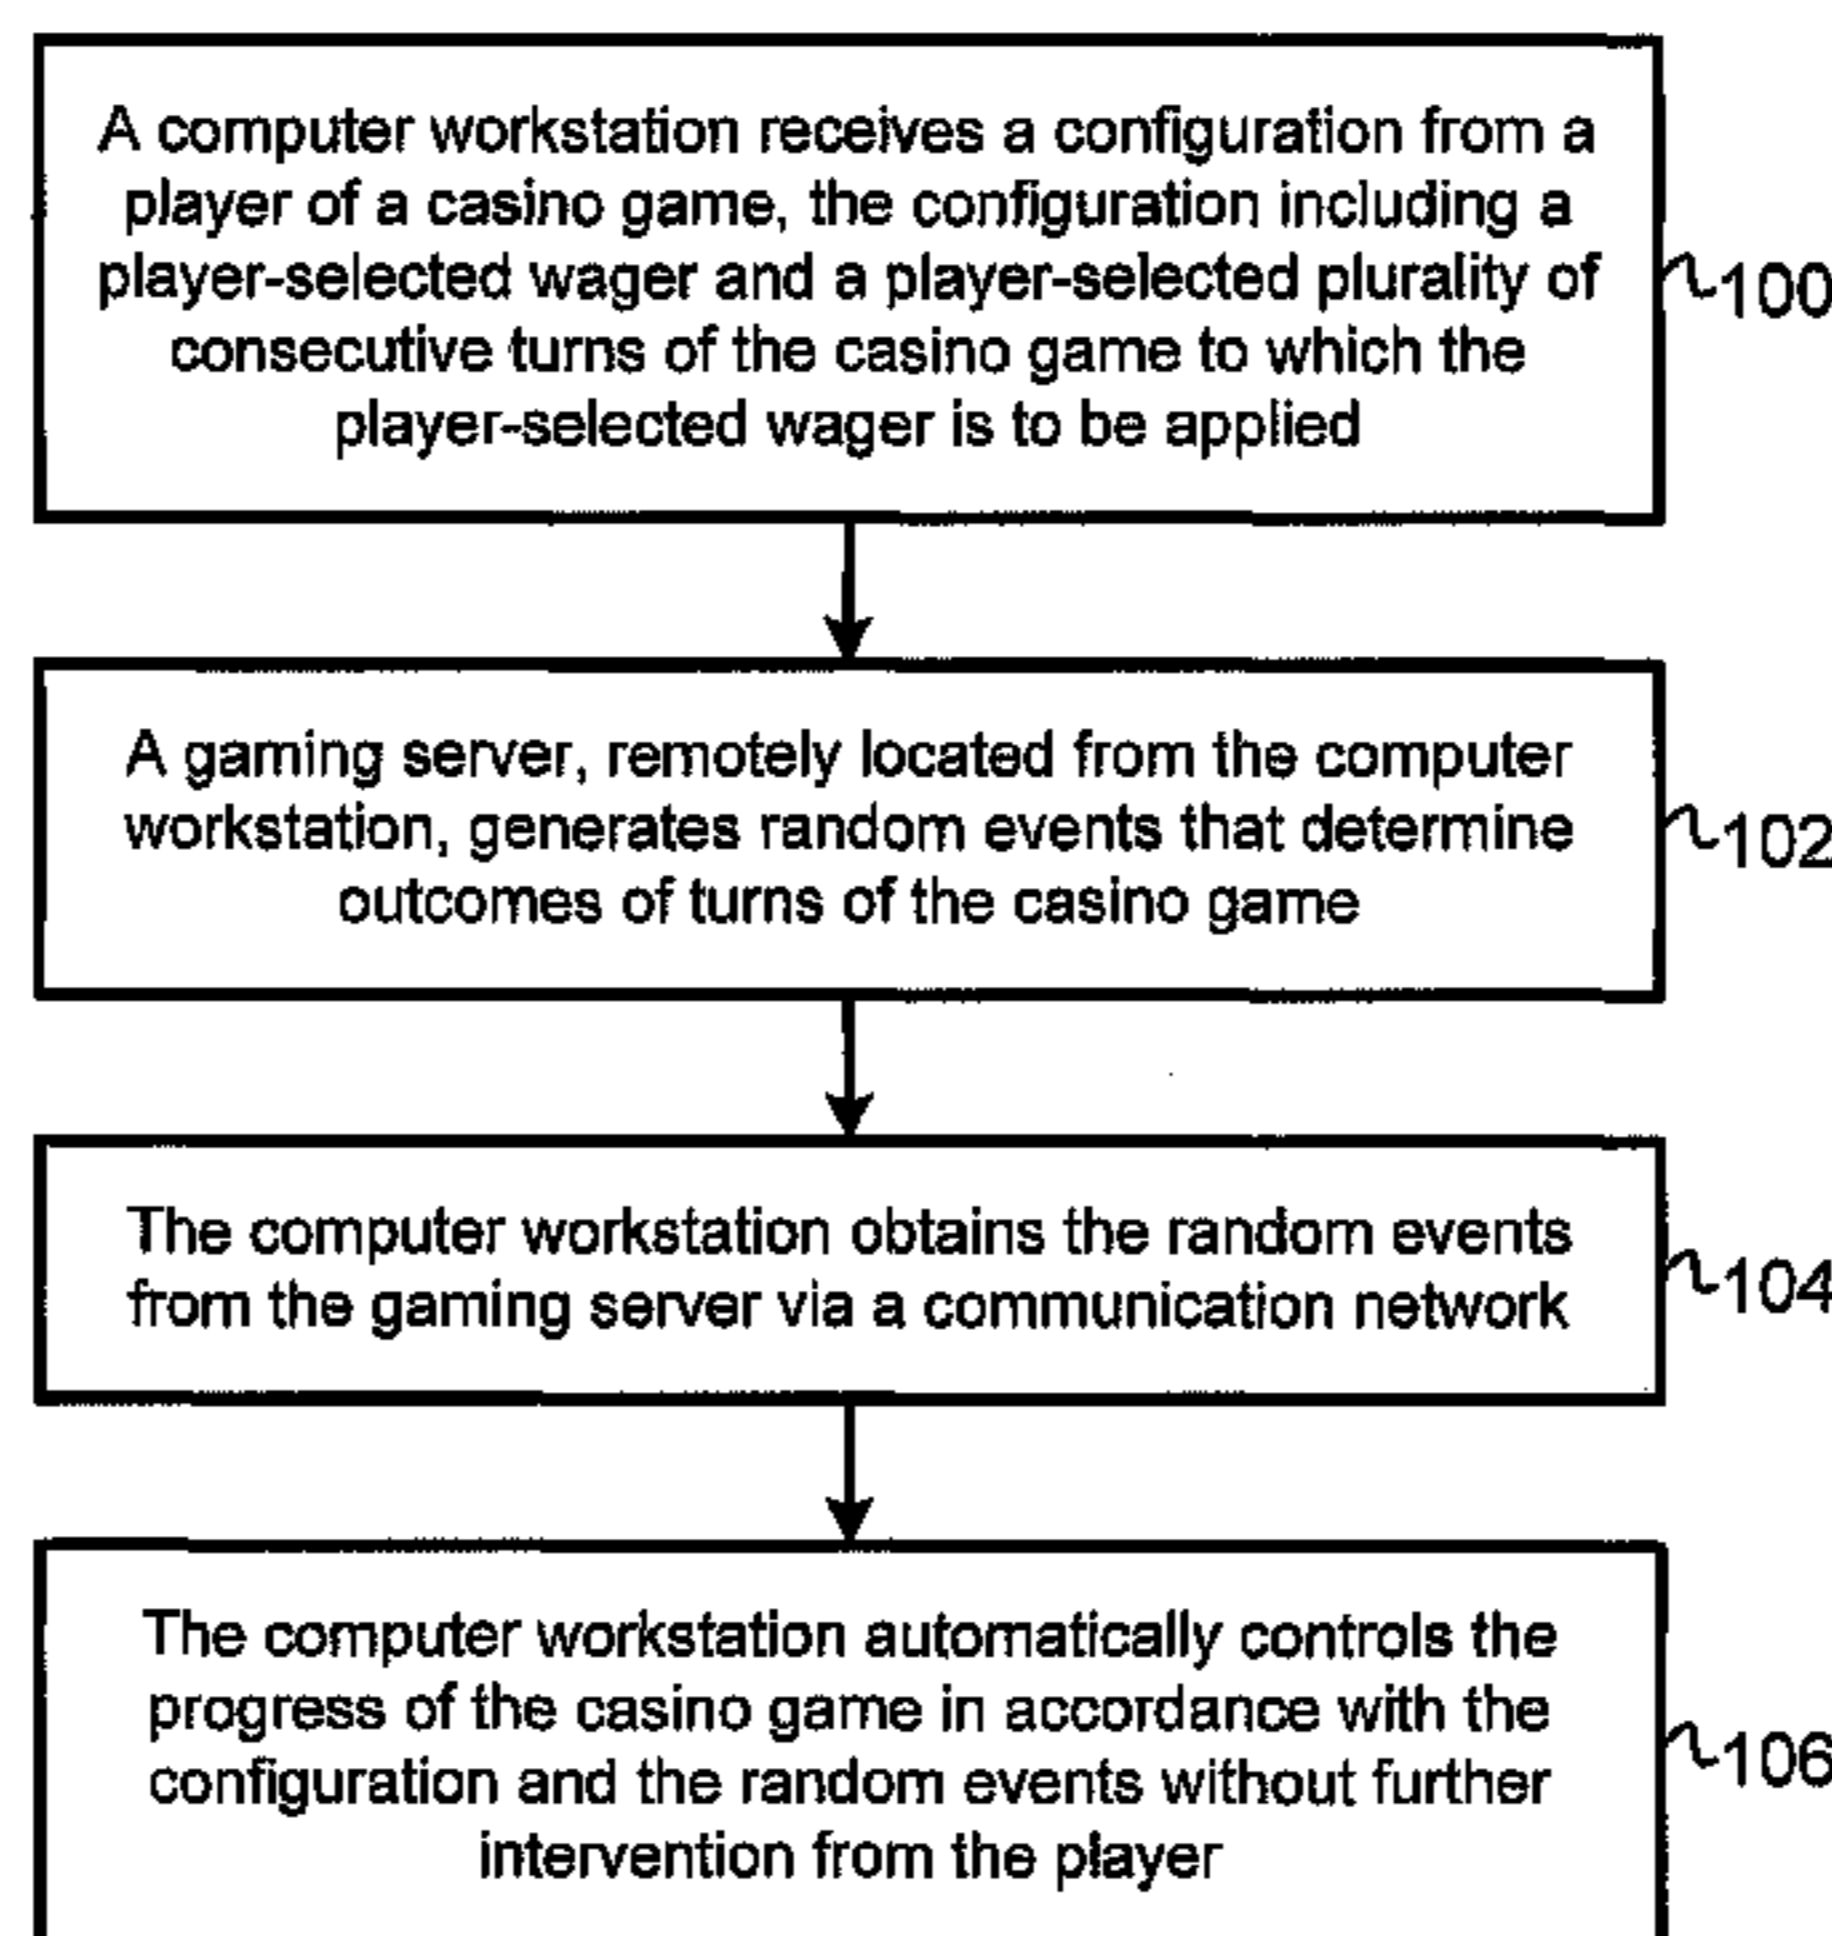 A computer workstation receives a configuration from a
player of a casino game, the configuration including a
player-selected wager and a player-selected plurality of
consecutive turns of the casino game to which the
player-selected wager is to be applied
100
A gaming server, remotely located from the computer
workstation, generates random events that determine
outcomes of turns of the casino game
102
The computer workstation obtains the random events
from the gaming server via a communication network
104
The computer workstation automatically controls the
progress of the casino game in accordance with the
configuration and the random events without further
intervention from the player
106